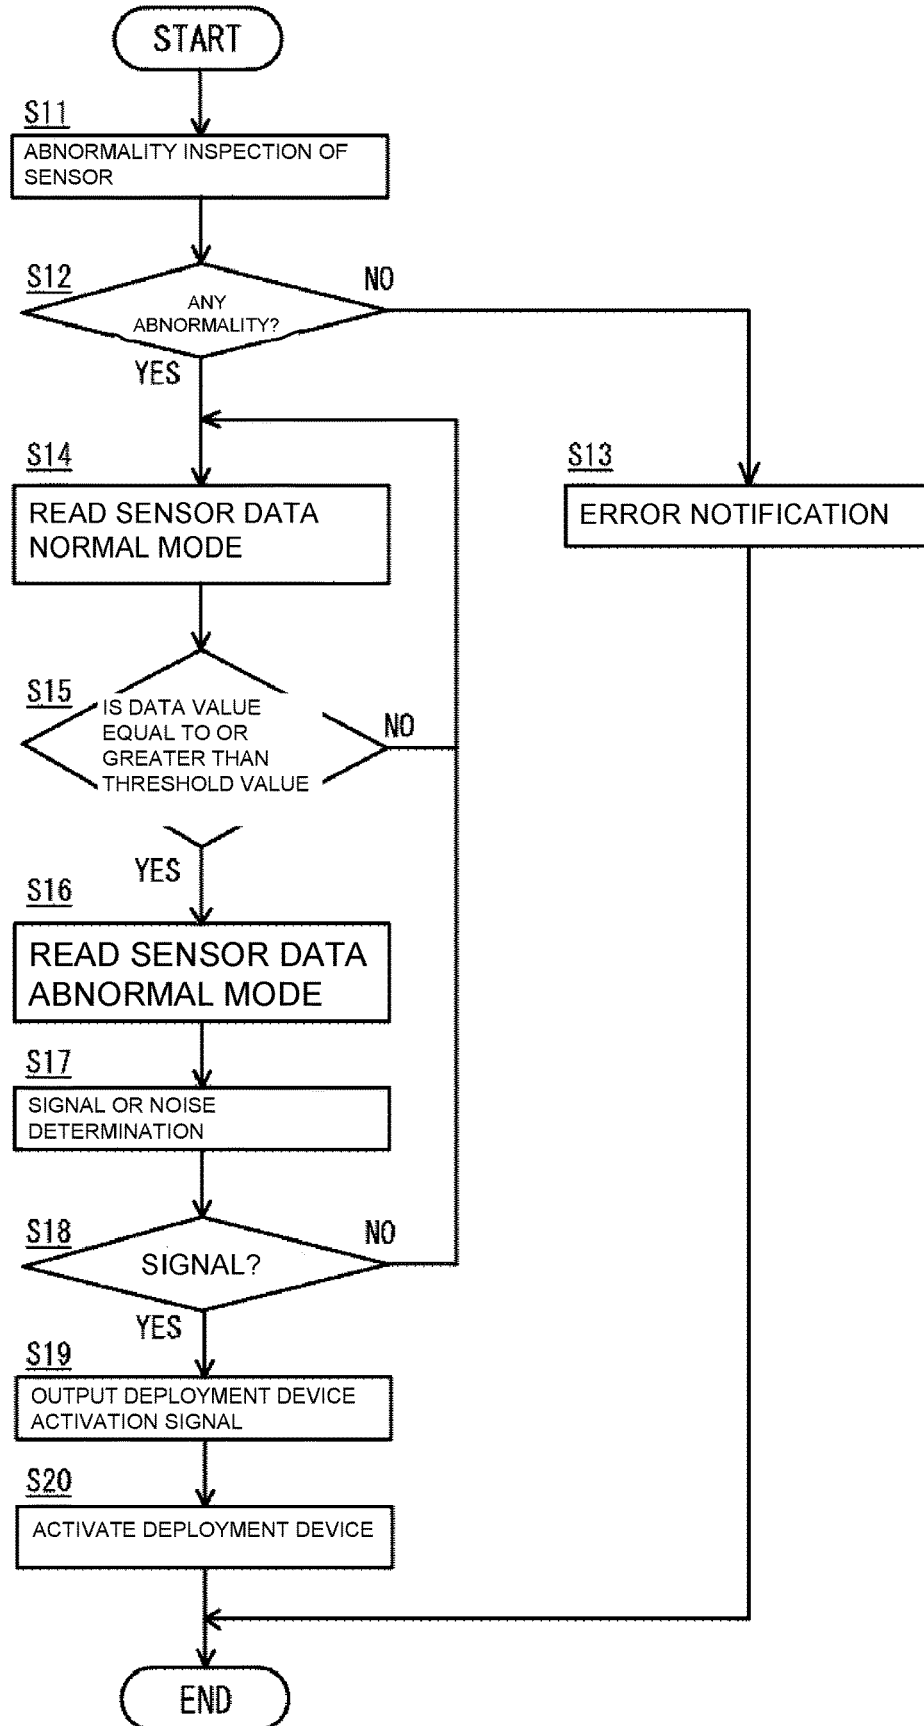 START
S11
ABNORMALITY INSPECTION OF
SENSOR
S12
ANY
ABNORMALITY?
NO
YES
S14
READ SENSOR DATA
NORMAL MODE
S13
ERROR NOTIFICATION
S15
IS DATA VALUE
EQUAL TO OR
GREATER THAN
THRESHOLD VALUE
NO
YES
S16
READ SENSOR DATA
ABNORMAL MODE
S17
SIGNAL OR NOISE
DETERMINATION
S18
SIGNAL?
NO
YES
S19
OUTPUT DEPLOYMENT DEVICE
ACTIVATION SIGNAL
S20
ACTIVATE DEPLOYMENT DEVICE
END